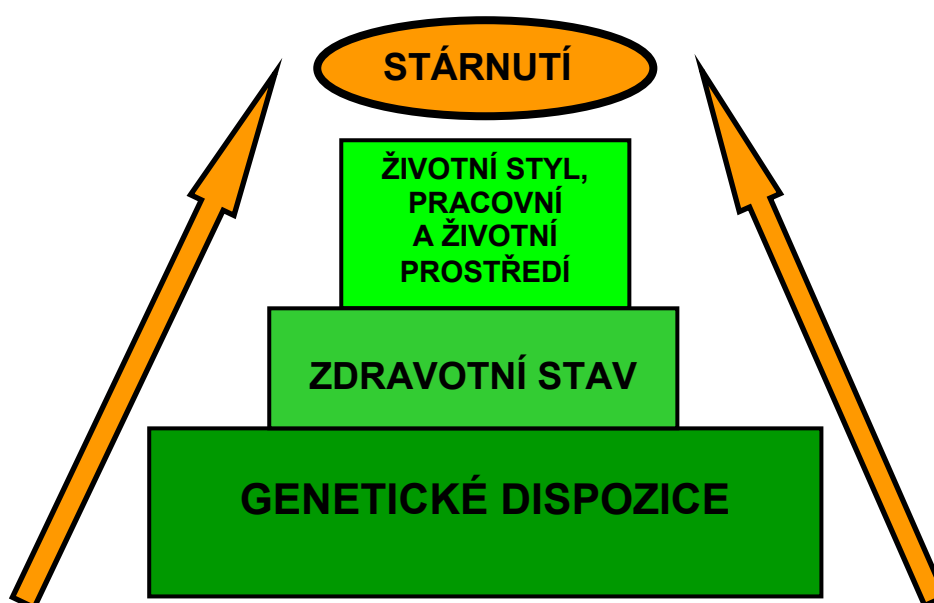 STÁRNUTÍ
ŽIVOTNÍ STYL,
PRACOVNÍ
A ŽIVOTNÍ
PROSTŘEDÍ
ZDRAVOTNÍ STAV
GENETICKÉ DISPOZICE